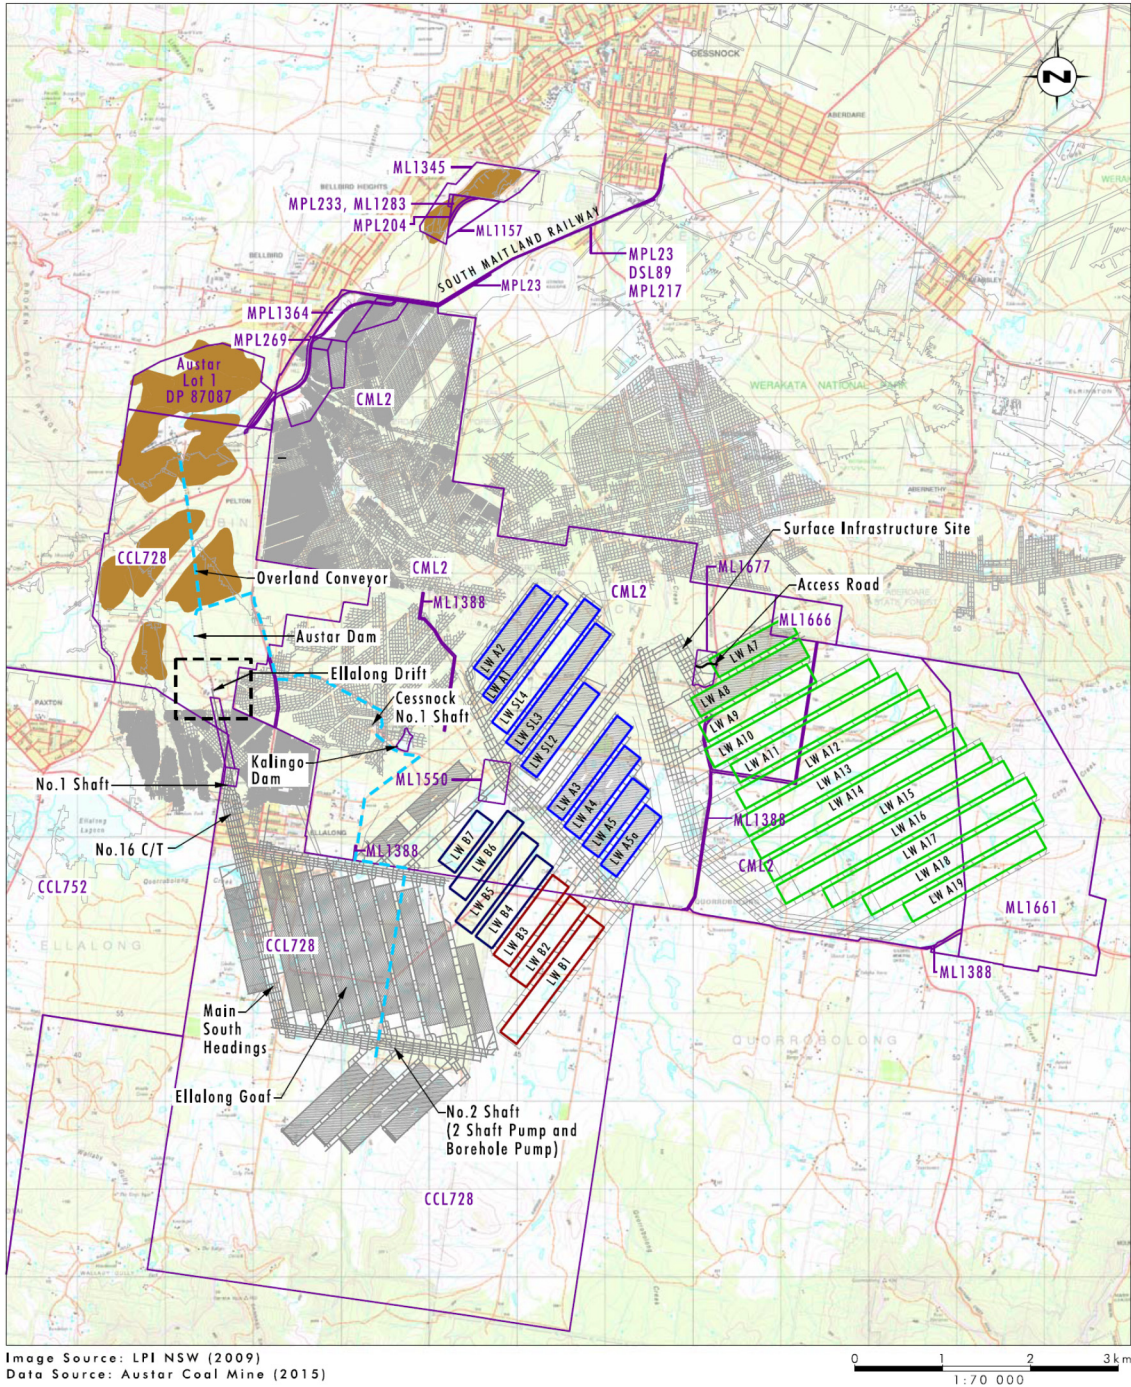 CESSNOCK
N
ABERDARE
ML1345
BELLBIRD HEIGHTS
MPL233, ML1283
MPL204
ML1157
SOUTH MAITLAND RAILWAY
BELLBIRD
MPL23
DSL89
MPL217
MPL23
MPL1364
MPL269
Austar
Lot 1
DP 87087
CML2
WERAKATA NATIONAL PARK
ABERNETHY
PELTON
Surface Infrastructure Site
CCL728
CML2
ML1677
Overland Conveyor
Access Road
ML1388
CML2
ML1666
Austar Dam
LW A2
LW A7
Ellalong Drift
LW A1
LW A8
PAXTON
Cessnock
No.1 Shaft
LW SL4
LW SL3
LW SL2
LW A9
LW A10
LW A11
LW A12
Kalingo
Dam
ML1550
No.1 Shaft
LW A13
LW A14
LW A15
LW A3
LW A4
LW A5
LW A5a
LW A16
ML1388
ELLALONG
No.16 C/T
ML1388
LW B7
LW B6
LW A17
LW A18
CML2
CCL752
LW B5
LW B4
LW A19
ML1661
QUORROBOLONG
ELLALONG
CCL728
LW B3
LW B2
LW B1
ML1388
Main
South
Headings
QUORROBOLONG
Ellalong Goaf
No.2 Shaft
(2 Shaft Pump and
Borehole Pump)
CCL728
Image Source: LPI NSW (2009)
Data Source: Austar Coal Mine (2015)
0 1 2 3km
1:70 000